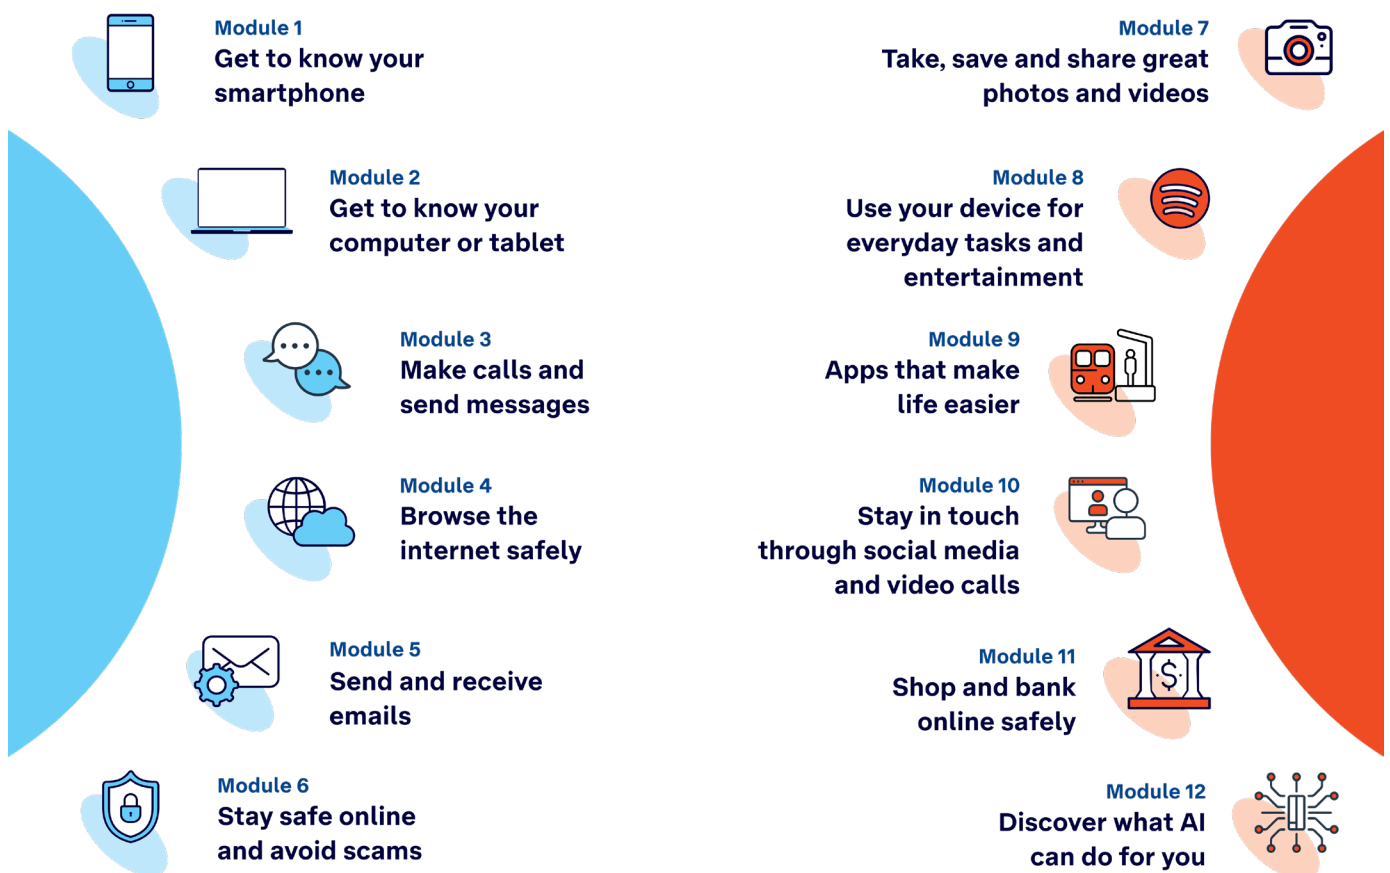 Module 1
Get to know your
smartphone
Module 2
Get to know your
computer or tablet
Module 3
Make calls and
send messages
Module 4
Browse the
internet safely
Module 5
Send and receive
emails
Module 6
Stay safe online
and avoid scams
Module 7
Take, save and share great
photos and videos
Module 8
Use your device for
everyday tasks and
entertainment
Module 9
Apps that make
life easier
Module 10
Stay in touch
through social media
and video calls
Module 11
Shop and bank
online safely
$
Module 12
Discover what AI
can do for you